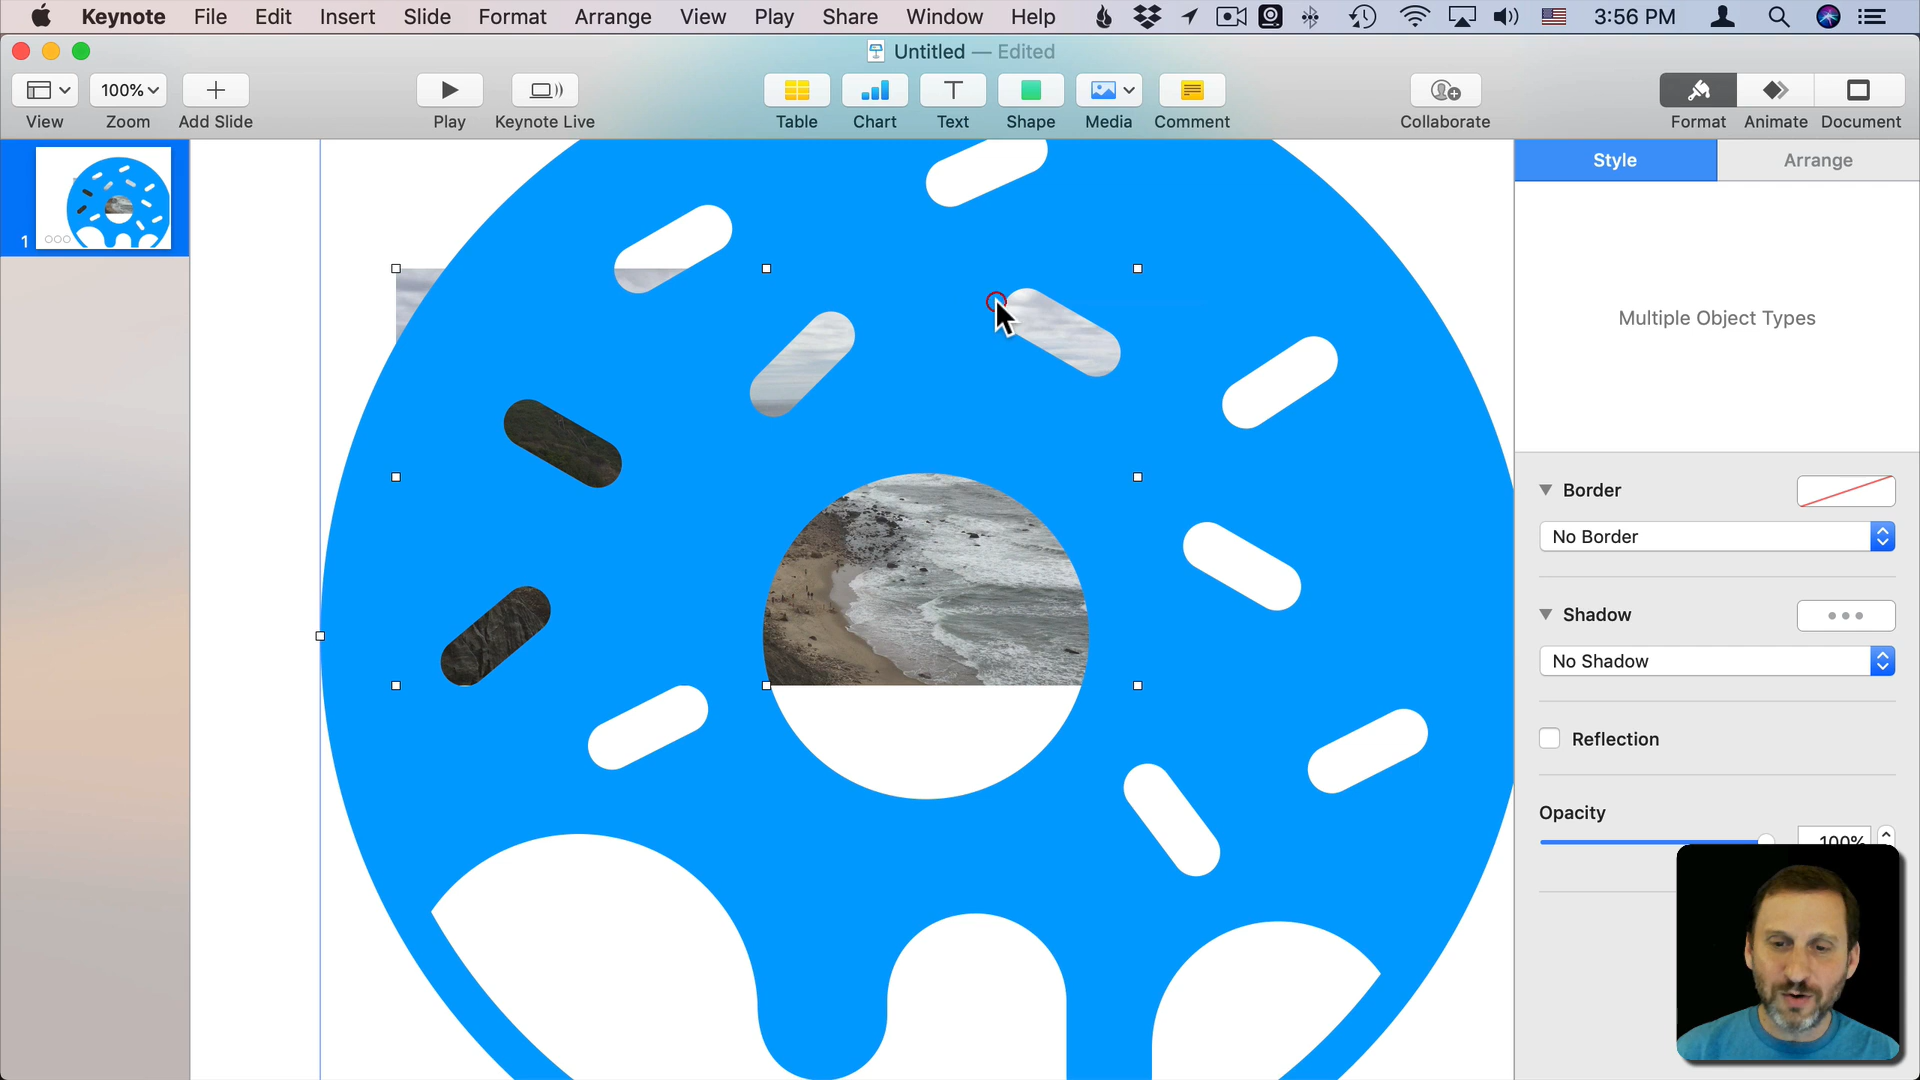 Keynote File Edit Insert Slide Format Arrange View Play Share Window Help 3:56 PM
Untitled — Edited
100%
View Zoom Add Slide Play Keynote Live Table Chart Text Shape Media Comment Collaborate Format Animate Document
Style Arrange
1
Multiple Object Types
Border
No Border
Shadow
No Shadow
Reflection
Opacity
100%